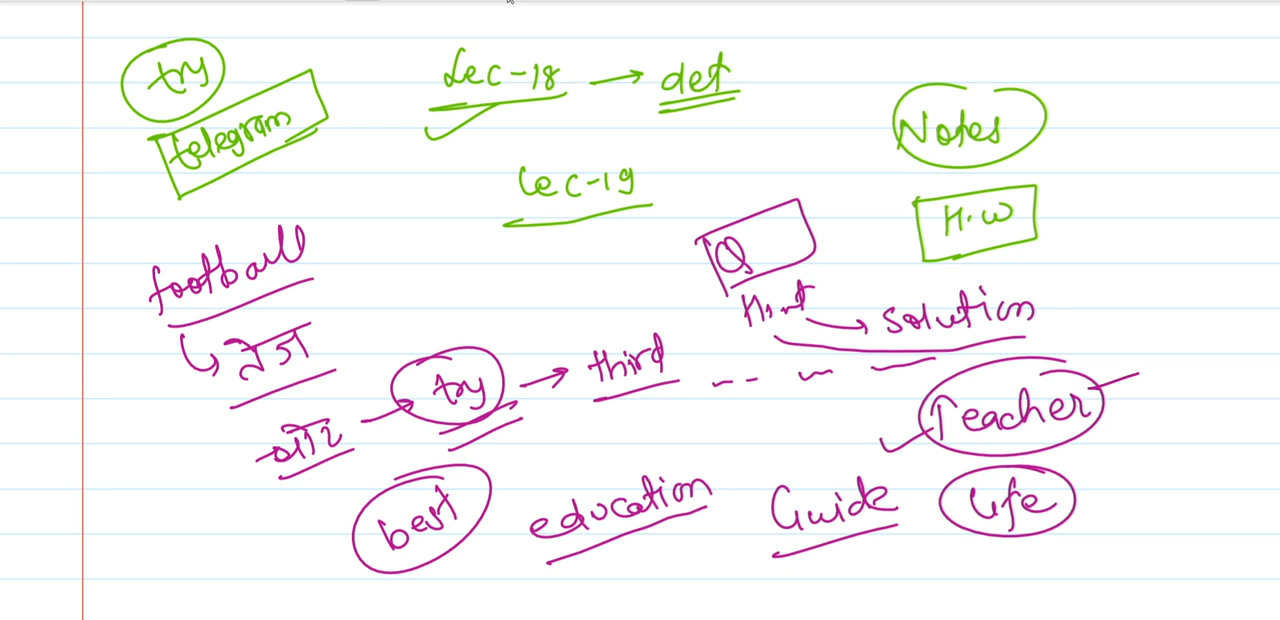 try
Lec-18 → det
telegram
Notes
Lec-19
H.W
football
Q
Hint → solution
↳ तेज
try → third -- ~ —
Teacher
best education Guide Life